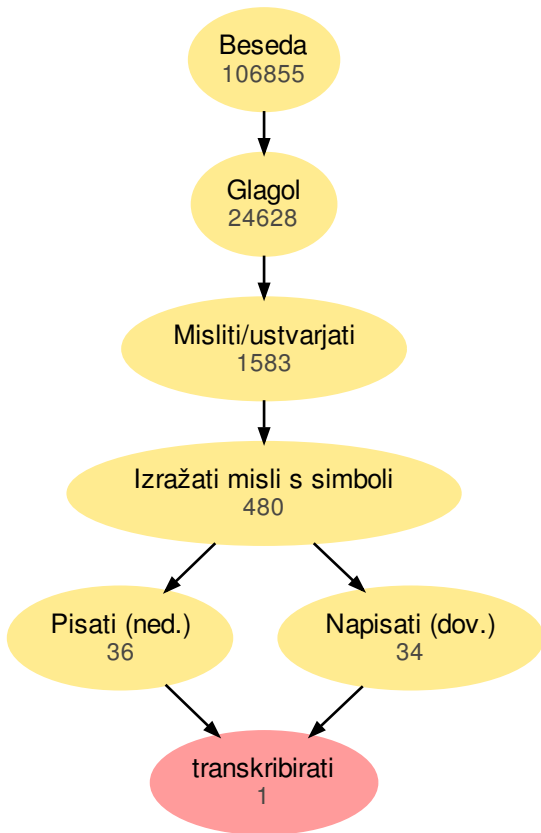 Beseda
106855
Glagol
24628
Misliti/ustvarjati
1583
Izražati misli s simboli
480
Pisati (ned.)
36
Napisati (dov.)
34
transkribirati
1